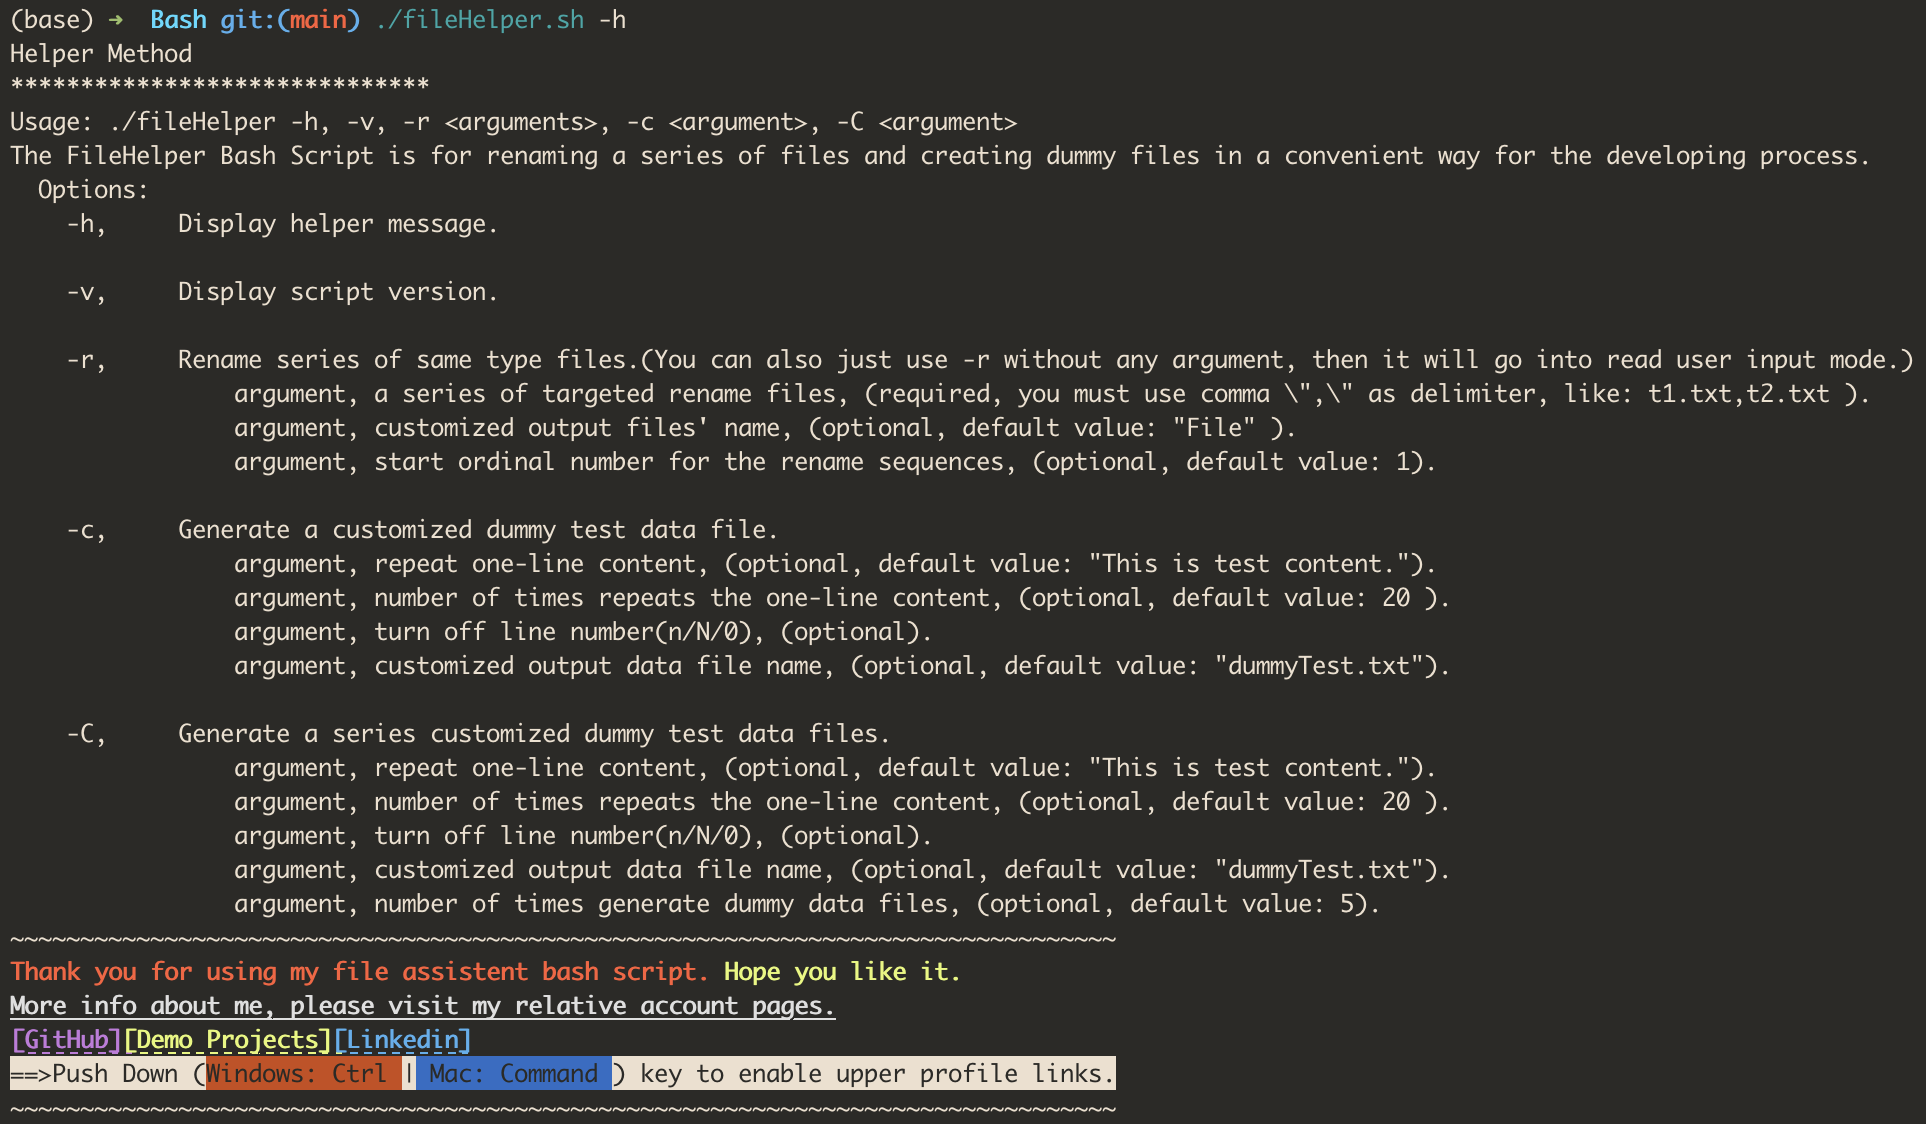 (base) ➜  Bash git:(main) ./fileHelper.sh -h
Helper Method
******************************
Usage: ./fileHelper -h, -v, -r <arguments>, -c <argument>, -C <argument>
The FileHelper Bash Script is for renaming a series of files and creating dummy files in a convenient way for the developing process.
  Options:
    -h,     Display helper message.

    -v,     Display script version.

    -r,     Rename series of same type files.(You can also just use -r without any argument, then it will go into read user input mode.)
                argument, a series of targeted rename files, (required, you must use comma \",\" as delimiter, like: t1.txt,t2.txt ).
                argument, customized output files' name, (optional, default value: "File" ).
                argument, start ordinal number for the rename sequences, (optional, default value: 1).

    -c,     Generate a customized dummy test data file.
                argument, repeat one-line content, (optional, default value: "This is test content.").
                argument, number of times repeats the one-line content, (optional, default value: 20 ).
                argument, turn off line number(n/N/0), (optional).
                argument, customized output data file name, (optional, default value: "dummyTest.txt").

    -C,     Generate a series customized dummy test data files.
                argument, repeat one-line content, (optional, default value: "This is test content.").
                argument, number of times repeats the one-line content, (optional, default value: 20 ).
                argument, turn off line number(n/N/0), (optional).
                argument, customized output data file name, (optional, default value: "dummyTest.txt").
                argument, number of times generate dummy data files, (optional, default value: 5).
~~~~~~~~~~~~~~~~~~~~~~~~~~~~~~~~~~~~~~~~~~~~~~~~~~~~~~~~~~~~~~~~~~~~~~~~~~~~~~~
Thank you for using my file assistent bash script. Hope you like it.
More info about me, please visit my relative account pages.
[GitHub][Demo Projects][Linkedin]
==>Push Down (Windows: Ctrl | Mac: Command ) key to enable upper profile links.
~~~~~~~~~~~~~~~~~~~~~~~~~~~~~~~~~~~~~~~~~~~~~~~~~~~~~~~~~~~~~~~~~~~~~~~~~~~~~~~